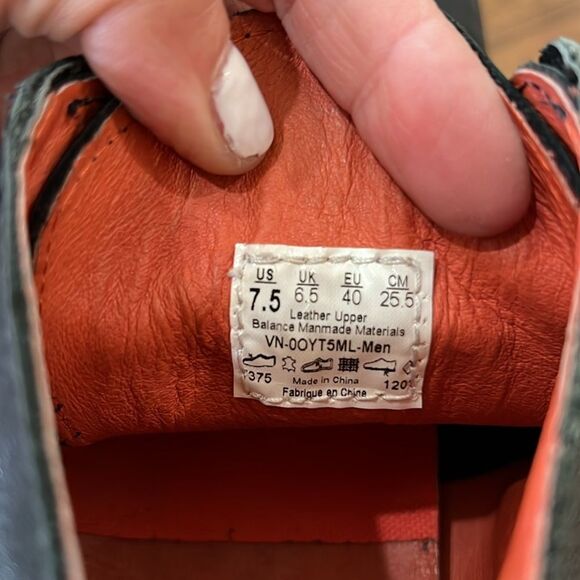 US UK EU CM
7.5 6.5 40 25.5
Leather Upper
Balance Manmade Materials
VN-0OYT5ML-Men
375 Made in China 120
Fabrique en Chine